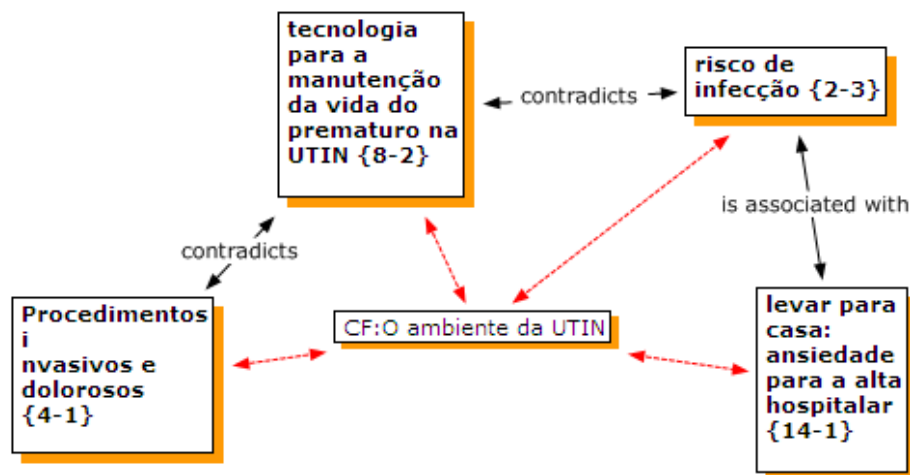 tecnologia
para a
manutenção
da vida do
prematuro na
UTIN {8-2}
contradicts
risco de
infecção {2-3}
is associated with
contradicts
Procedimentos
i
nvasivos e
dolorosos
{4-1}
CF:O ambiente da UTIN
levar para
casa:
ansiedade
para a alta
hospitalar
{14-1}